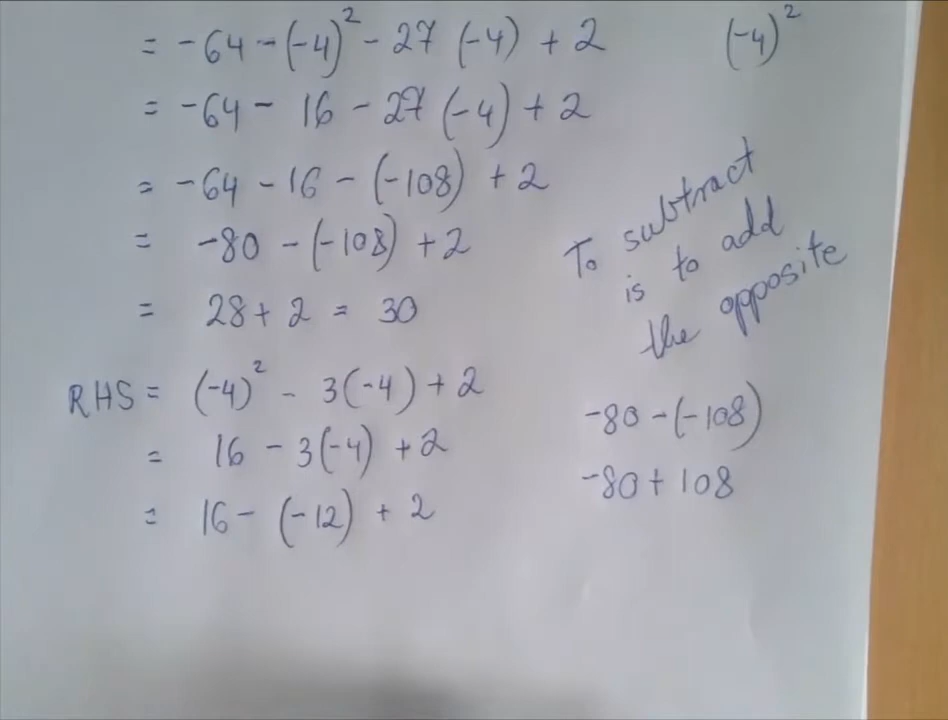 = -64 - (-4)² - 27 (-4) + 2
(-4)²
= -64 - 16 - 27 (-4) + 2
= -64 - 16 - (-108) + 2
= -80 - (-108) + 2
= 28 + 2 = 30
To subtract
is to add
the opposite
RHS = (-4)² - 3(-4) + 2
= 16 - 3(-4) + 2
= 16 - (-12) + 2
-80 - (-108)
-80 + 108